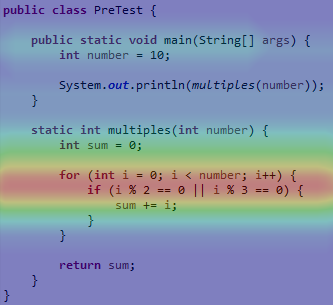 public class PreTest {
public static void main(String[] args) {
int number = 10;
System.out.println(multiples(number));
}
static int multiples(int number) {
int sum = 0;
for (int i = 0; i < number; i++) {
if (i % 2 == 0 || i % 3 == 0) {
sum += i;
}
}
return sum;
}
}